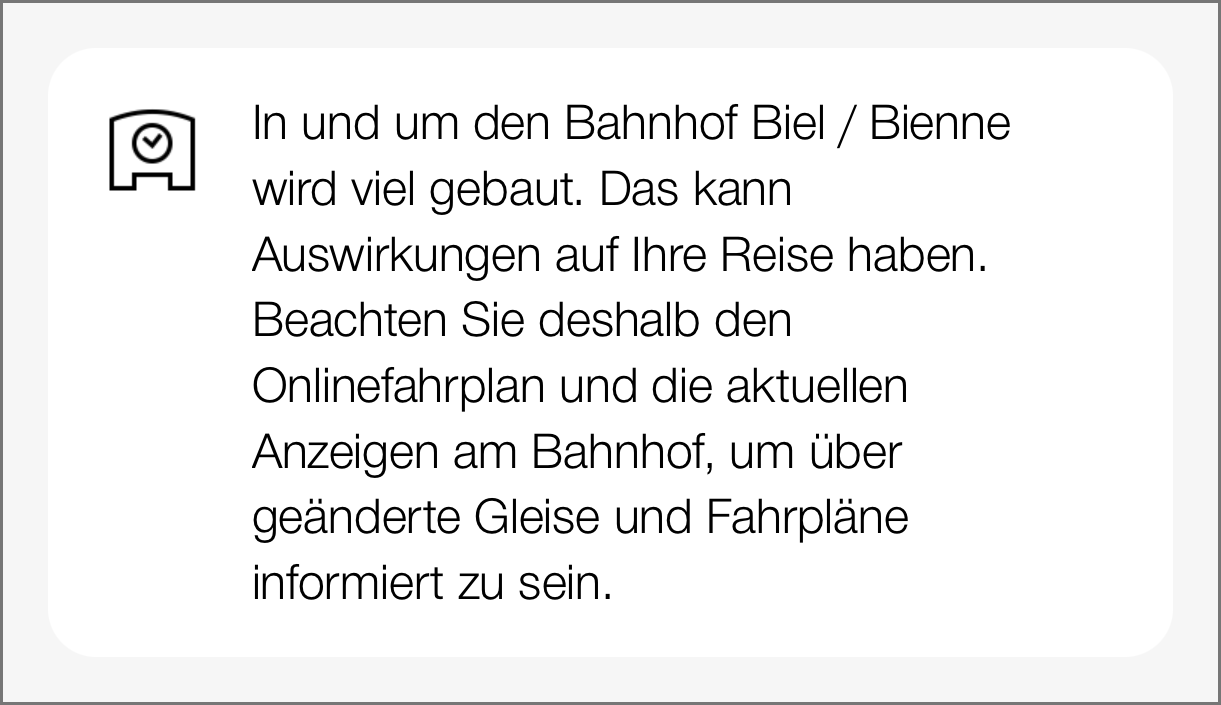 In und um den Bahnhof Biel / Bienne
wird viel gebaut. Das kann
Auswirkungen auf Ihre Reise haben.
Beachten Sie deshalb den
Onlinefahrplan und die aktuellen
Anzeigen am Bahnhof, um über
geänderte Gleise und Fahrpläne
informiert zu sein.